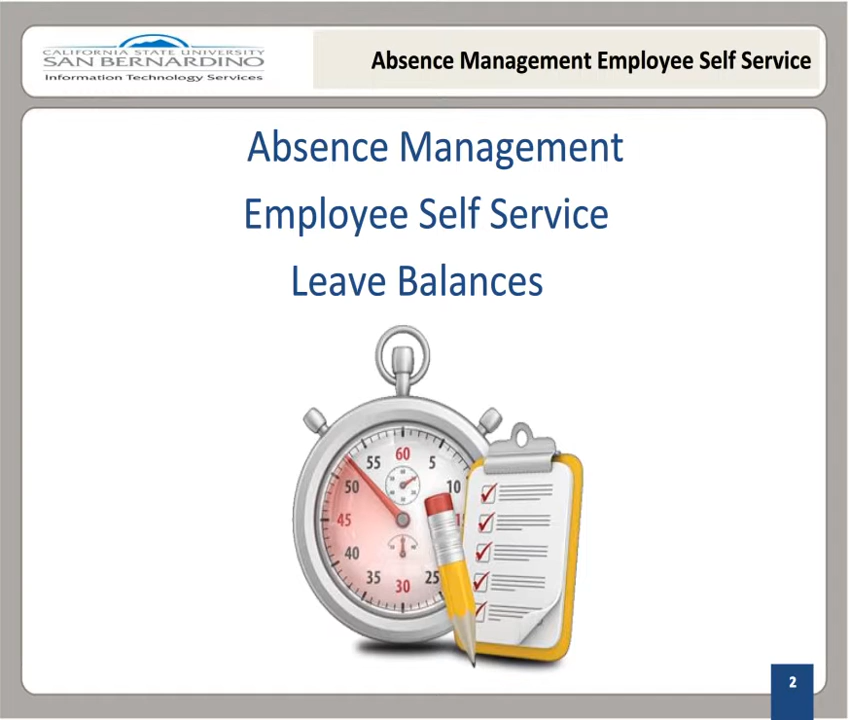 CALIFORNIA STATE UNIVERSITY
SAN BERNARDINO
Information Technology Services
Absence Management Employee Self Service
Absence Management
Employee Self Service
Leave Balances
60
55
5
50
10
45
40
35
25
30
2